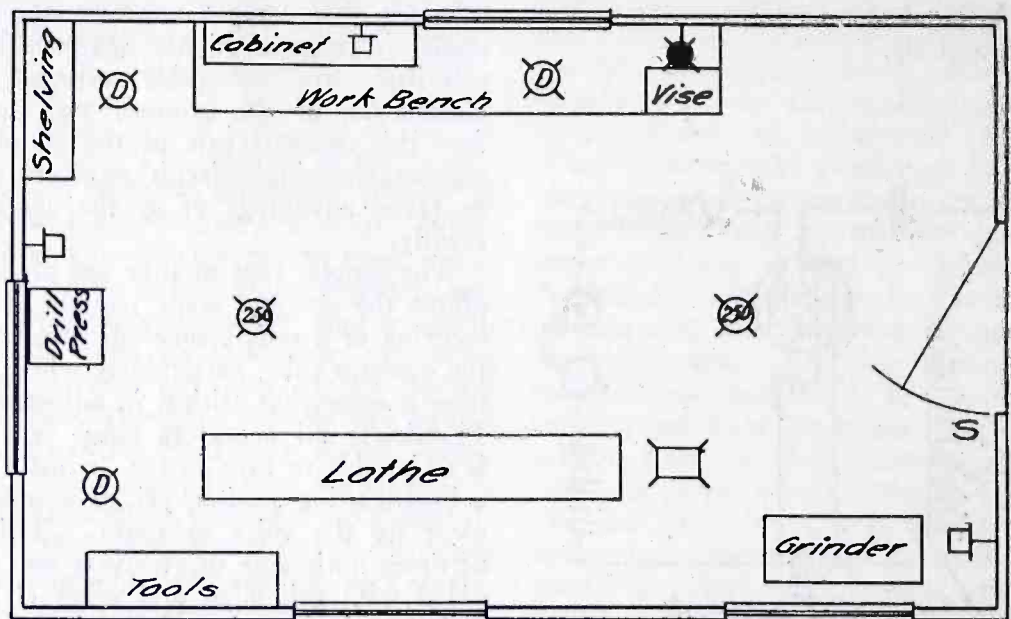 Shelving
Cabinet
D
Work Bench
D
Vise
Drill
Press
250
250
S
Lathe
D
Grinder
Tools